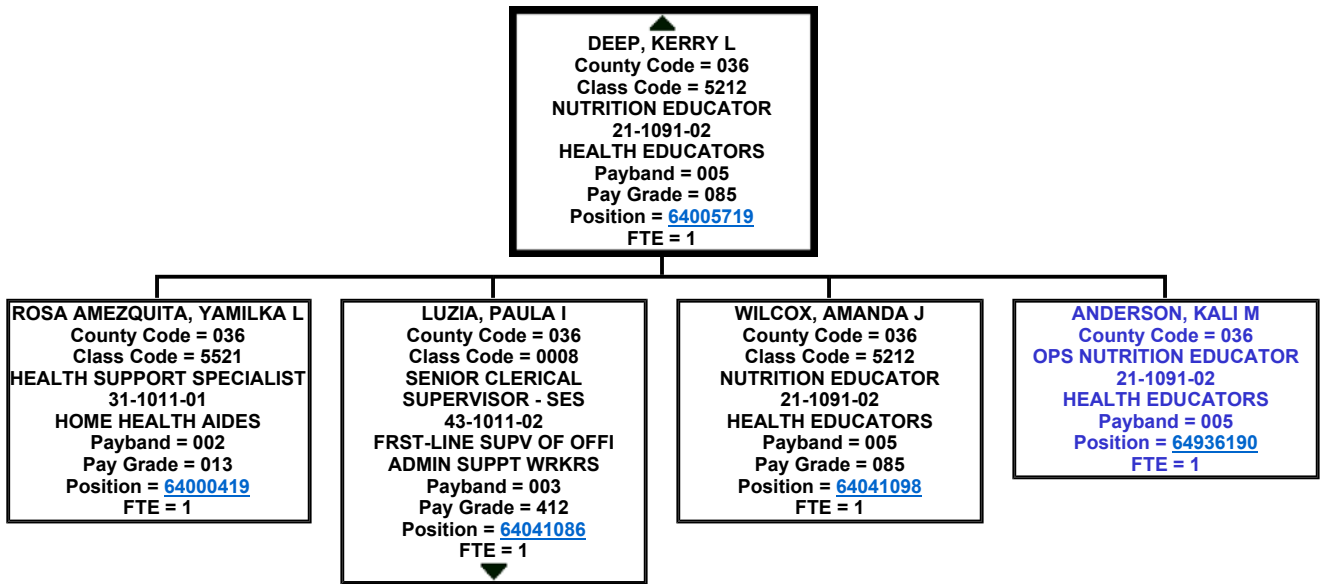 DEEP, KERRY L
County Code = 036
Class Code = 5212
NUTRITION EDUCATOR
21-1091-02
HEALTH EDUCATORS
Payband = 005
Pay Grade = 085
Position = 64005719
FTE = 1
ROSA AMEZQUITA, YAMILKA L
County Code = 036
Class Code = 5521
HEALTH SUPPORT SPECIALIST
31-1011-01
HOME HEALTH AIDES
Payband = 002
Pay Grade = 013
Position = 64000419
FTE = 1
LUZIA, PAULA I
County Code = 036
Class Code = 0008
SENIOR CLERICAL
SUPERVISOR - SES
43-1011-02
FRST-LINE SUPV OF OFFI
ADMIN SUPPT WRKRS
Payband = 003
Pay Grade = 412
Position = 64041086
FTE = 1
WILCOX, AMANDA J
County Code = 036
Class Code = 5212
NUTRITION EDUCATOR
21-1091-02
HEALTH EDUCATORS
Payband = 005
Pay Grade = 085
Position = 64041098
FTE = 1
ANDERSON, KALI M
County Code = 036
OPS NUTRITION EDUCATOR
21-1091-02
HEALTH EDUCATORS
Payband = 005
Position = 64936190
FTE = 1